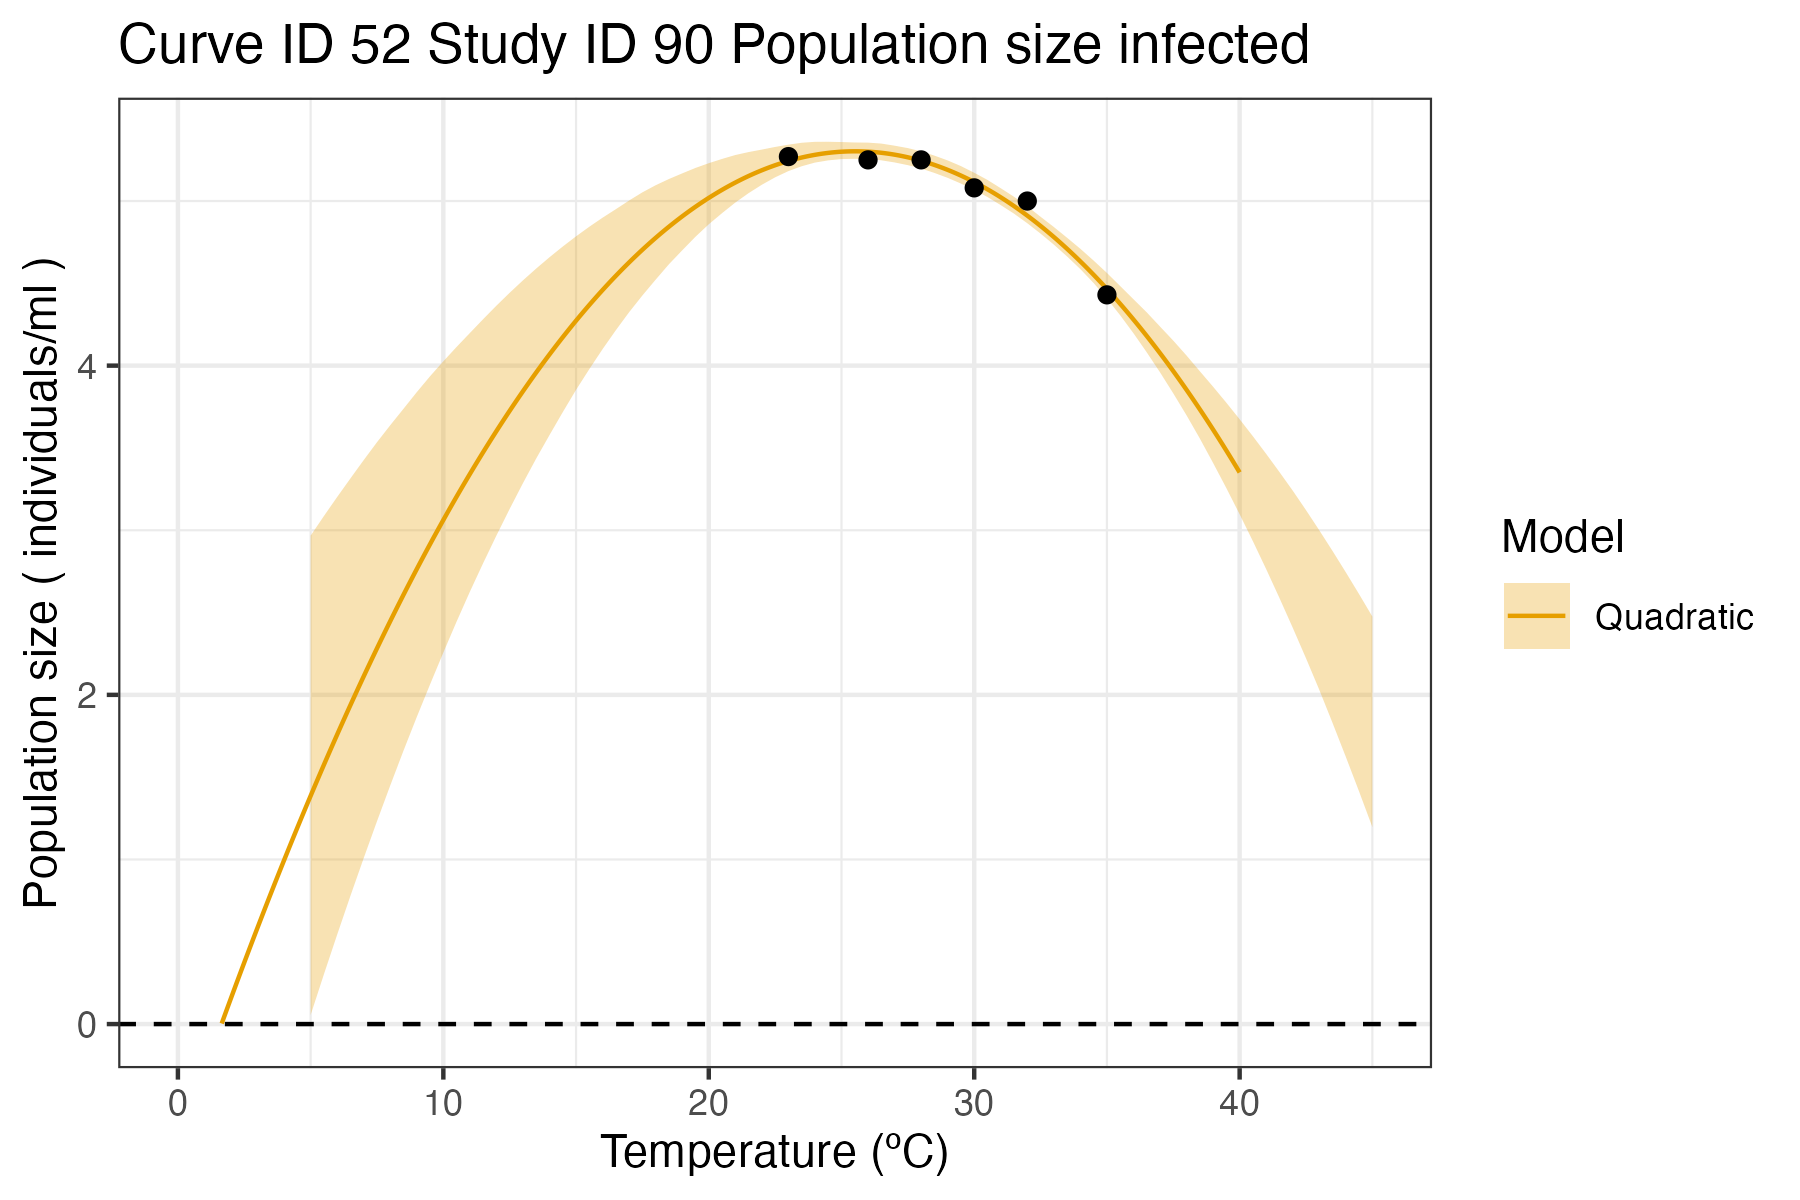 Curve ID 52 Study ID 90 Population size infected
Population size ( individuals/ml )
4
2
0
0
10
20
30
40
Temperature (ºC)
Model
Quadratic